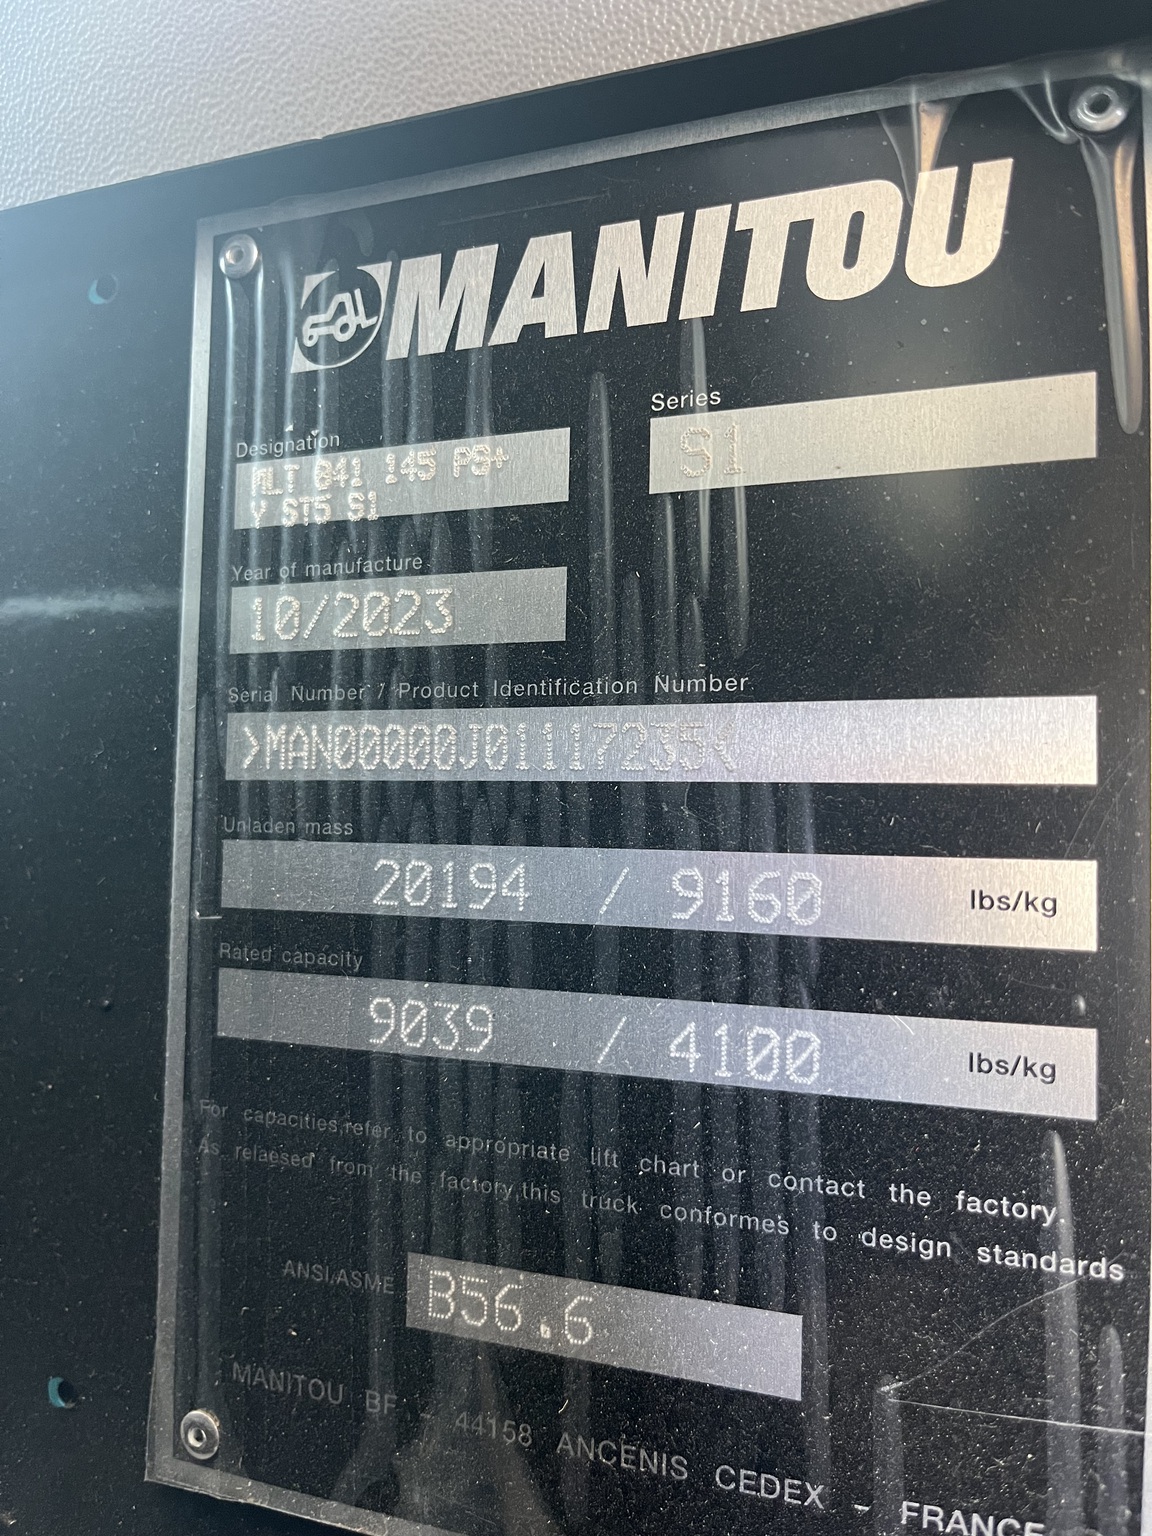 MANITOU
Designation
MLT 841 145 PS+
V ST5 S1
Series
S1
Year of manufacture
10/2023
Serial Number / Product Identification Number
>MAN00000J01117235<
Unladen mass
20194 / 9160 lbs/kg
Rated capacity
9039 / 4100 lbs/kg
For capacities,refer to appropriate lift chart or contact the factory.
As relaesed from the factory,this truck conformes to design standards
ANSI,ASME B56.6
MANITOU BF - 44158 ANCENIS CEDEX - FRANCE